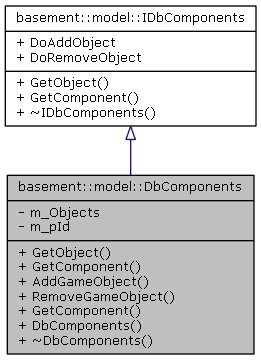 basement::model::IDbComponents
+ DoAddObject
+ DoRemoveObject
+ GetObject()
+ GetComponent()
+ ~IDbComponents()
basement::model::DbComponents
- m_Objects
- m_pId
+ GetObject()
+ GetComponent()
+ AddGameObject()
+ RemoveGameObject()
+ GetComponent()
+ DbComponents()
+ ~DbComponents()